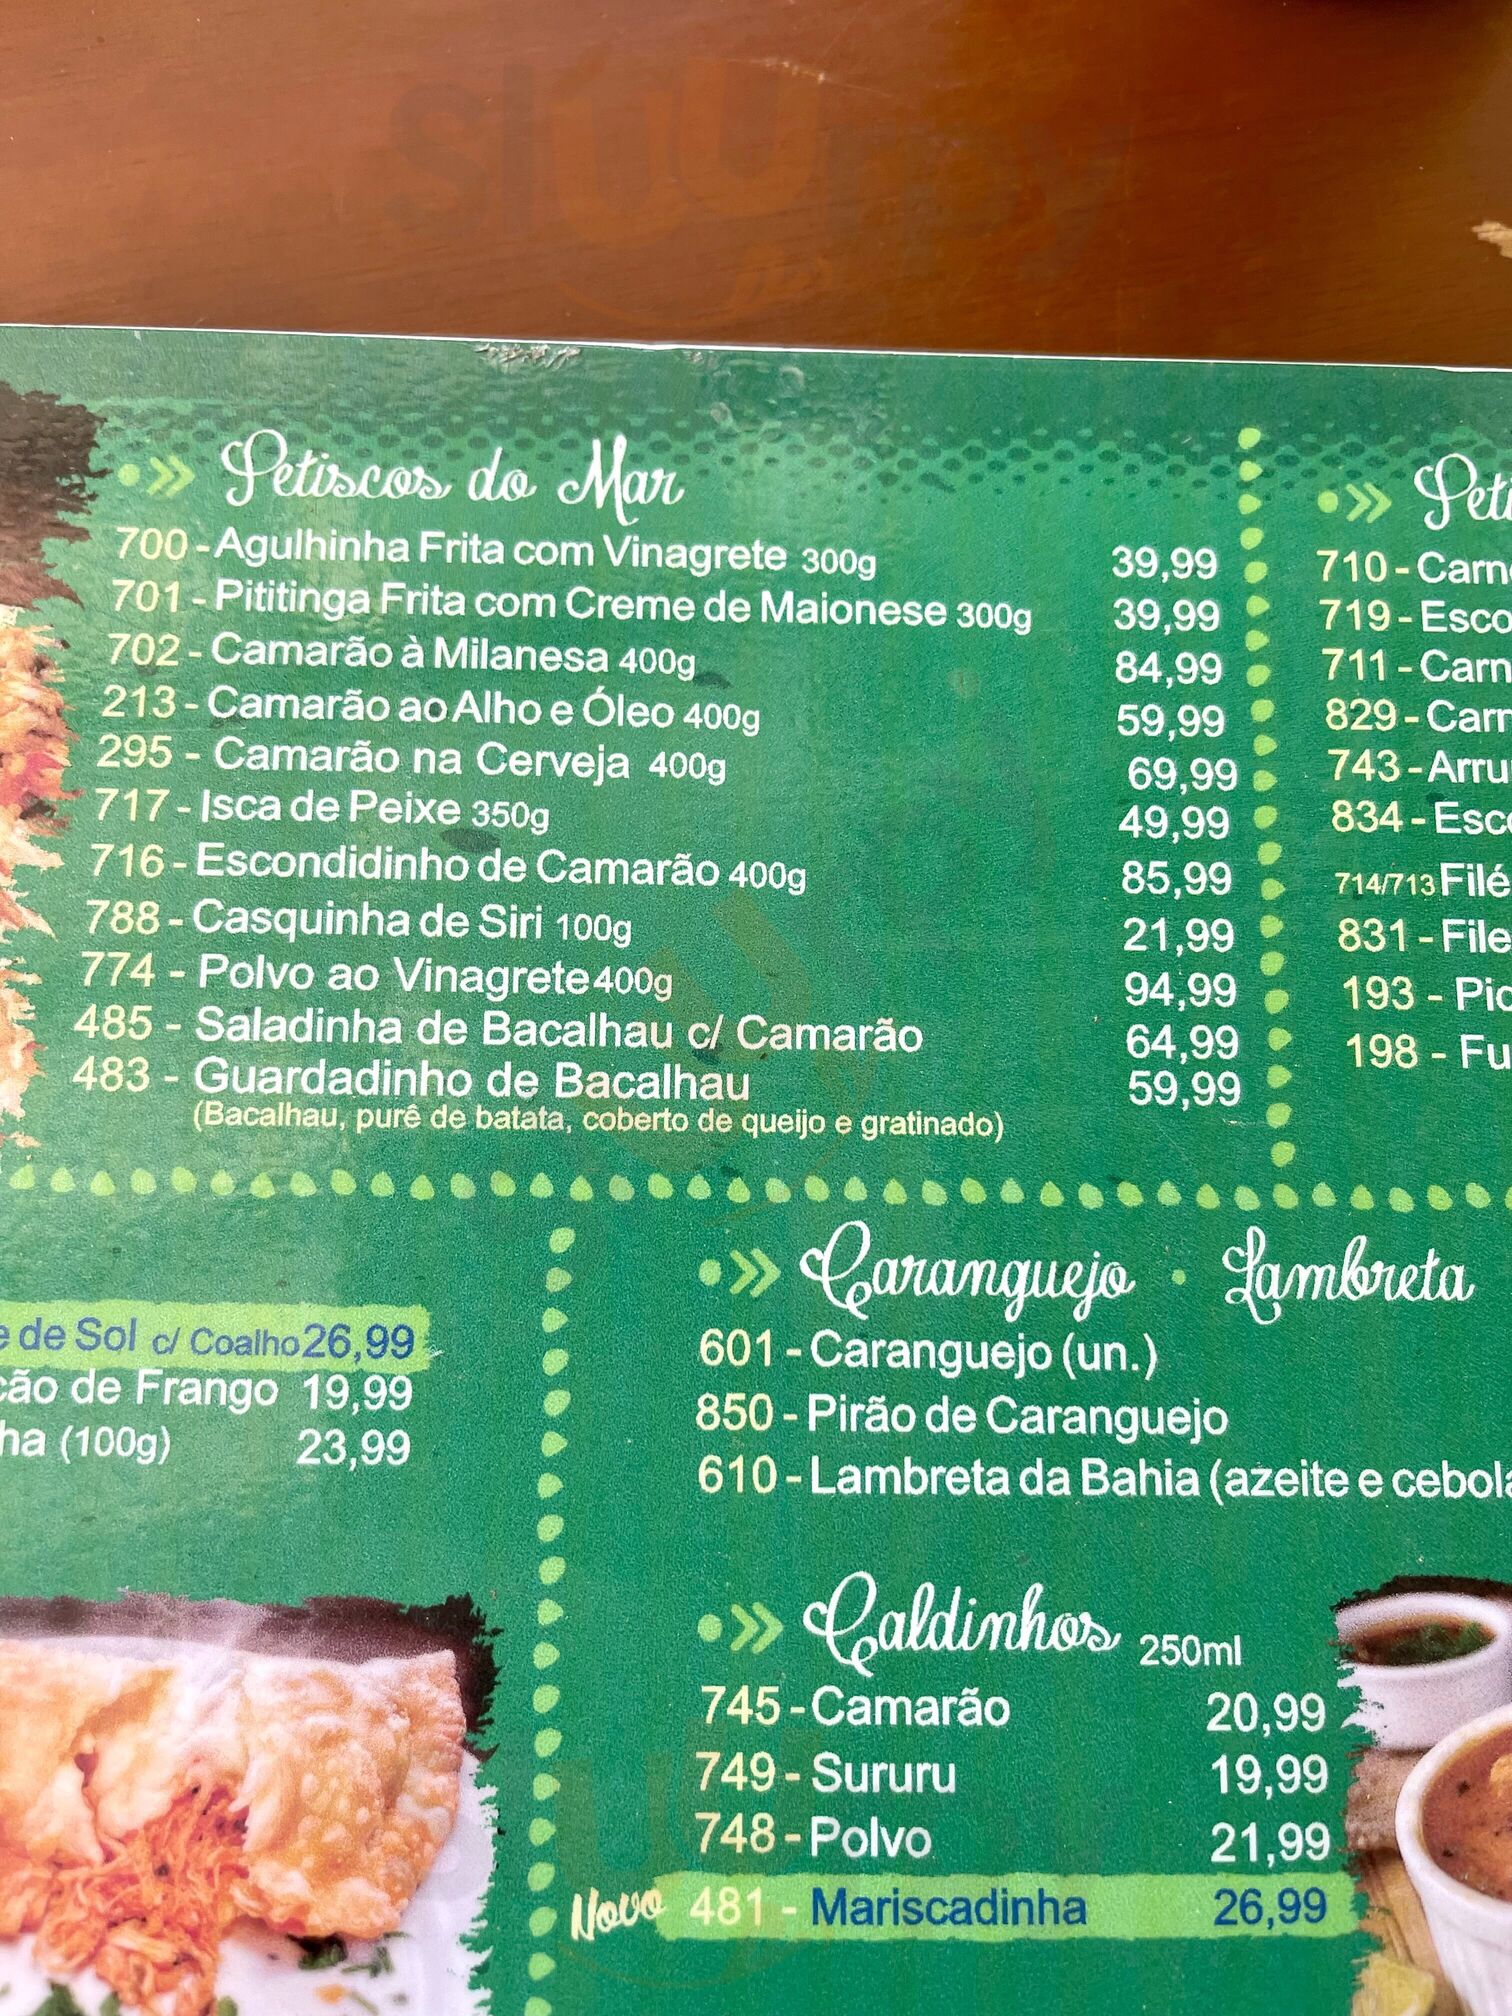 Sluurpy
Petiscos do Mar
700 - Agulhinha Frita com Vinagrete 300g 39,99
701 - Pititinga Frita com Creme de Maionese 300g 39,99
702 - Camarão à Milanesa 400g 84,99
213 - Camarão ao Alho e Óleo 400g 59,99
295 - Camarão na Cerveja 400g 69,99
717 - Isca de Peixe 350g 49,99
716 - Escondidinho de Camarão 400g 85,99
788 - Casquinha de Siri 100g 21,99
774 - Polvo ao Vinagrete 400g 94,99
485 - Saladinha de Bacalhau c/ Camarão 64,99
483 - Guardadinho de Bacalhau 59,99
(Bacalhau, purê de batata, coberto de queijo e gratinado)
Peti
710 - Carn
719 - Esco
711 - Carn
829 - Carn
743 - Arru
834 - Esc
714/713 Filé
831 - File
193 - Pic
198 - Fu
e de Sol c/ Coalho 26,99
ção de Frango 19,99
ha (100g) 23,99
Caranguejo · Lambreta
601 - Caranguejo (un.)
850 - Pirão de Caranguejo
610 - Lambreta da Bahia (azeite e cebola
Caldinhos 250ml
745 - Camarão 20,99
749 - Sururu 19,99
748 - Polvo 21,99
Novo 481 - Mariscadinha 26,99